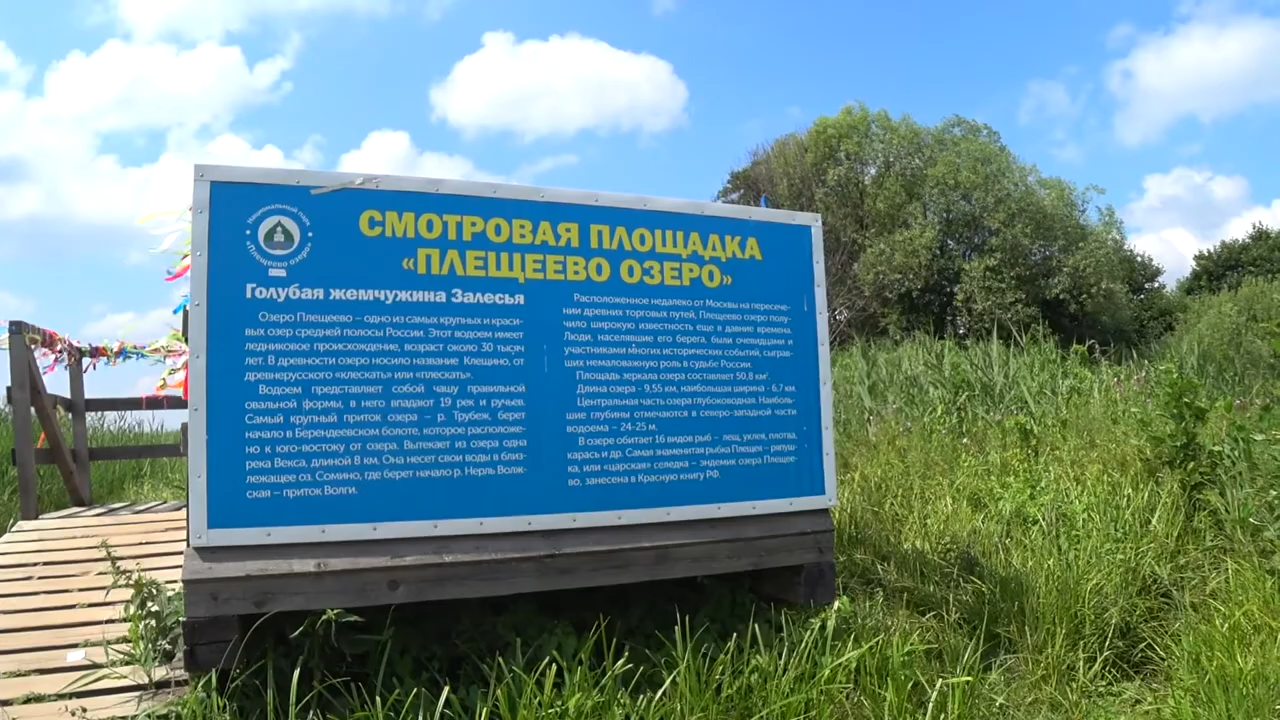 Национальный парк
«Плещеево озеро»
СМОТРОВАЯ ПЛОЩАДКА
«ПЛЕЩЕЕВО ОЗЕРО»
Голубая жемчужина Залесья
Озеро Плещеево – одно из самых крупных и краси-
вых озер средней полосы России. Этот водоем имеет
ледниковое происхождение, возраст около 30 тысяч
лет. В древности озеро носило название Клещино, от
древнерусского «клескать» или «плескать».
Водоем представляет собой чашу правильной
овальной формы, в него впадают 19 рек и ручьев.
Самый крупный приток озера – р. Трубеж, берет
начало в Берендеевском болоте, которое расположе-
но к юго-востоку от озера. Вытекает из озера одна
река Векса, длиной 8 км. Она несет свои воды в близ-
лежащее оз. Сомино, где берет начало р. Нерль Волж-
ская – приток Волги.
Расположенное недалеко от Москвы на пересече-
нии древних торговых путей, Плещеево озеро полу-
чило широкую известность еще в давние времена.
Люди, населявшие его берега, были очевидцами и
участниками многих исторических событий, сыграв-
ших немаловажную роль в судьбе России.
Площадь зеркала озера составляет 50,8 км².
Длина озера - 9,55 км, наибольшая ширина - 6,7 км.
Центральная часть озера глубоководная. Наиболь-
шие глубины отмечаются в северо-западной части
водоема – 24-25 м.
В озере обитает 16 видов рыб – лещ, уклея, плотва,
карась и др. Самая знаменитая рыбка Плещея – ряпуш-
ка, или «царская» селедка – эндемик озера Плещее-
во, занесена в Красную книгу РФ.